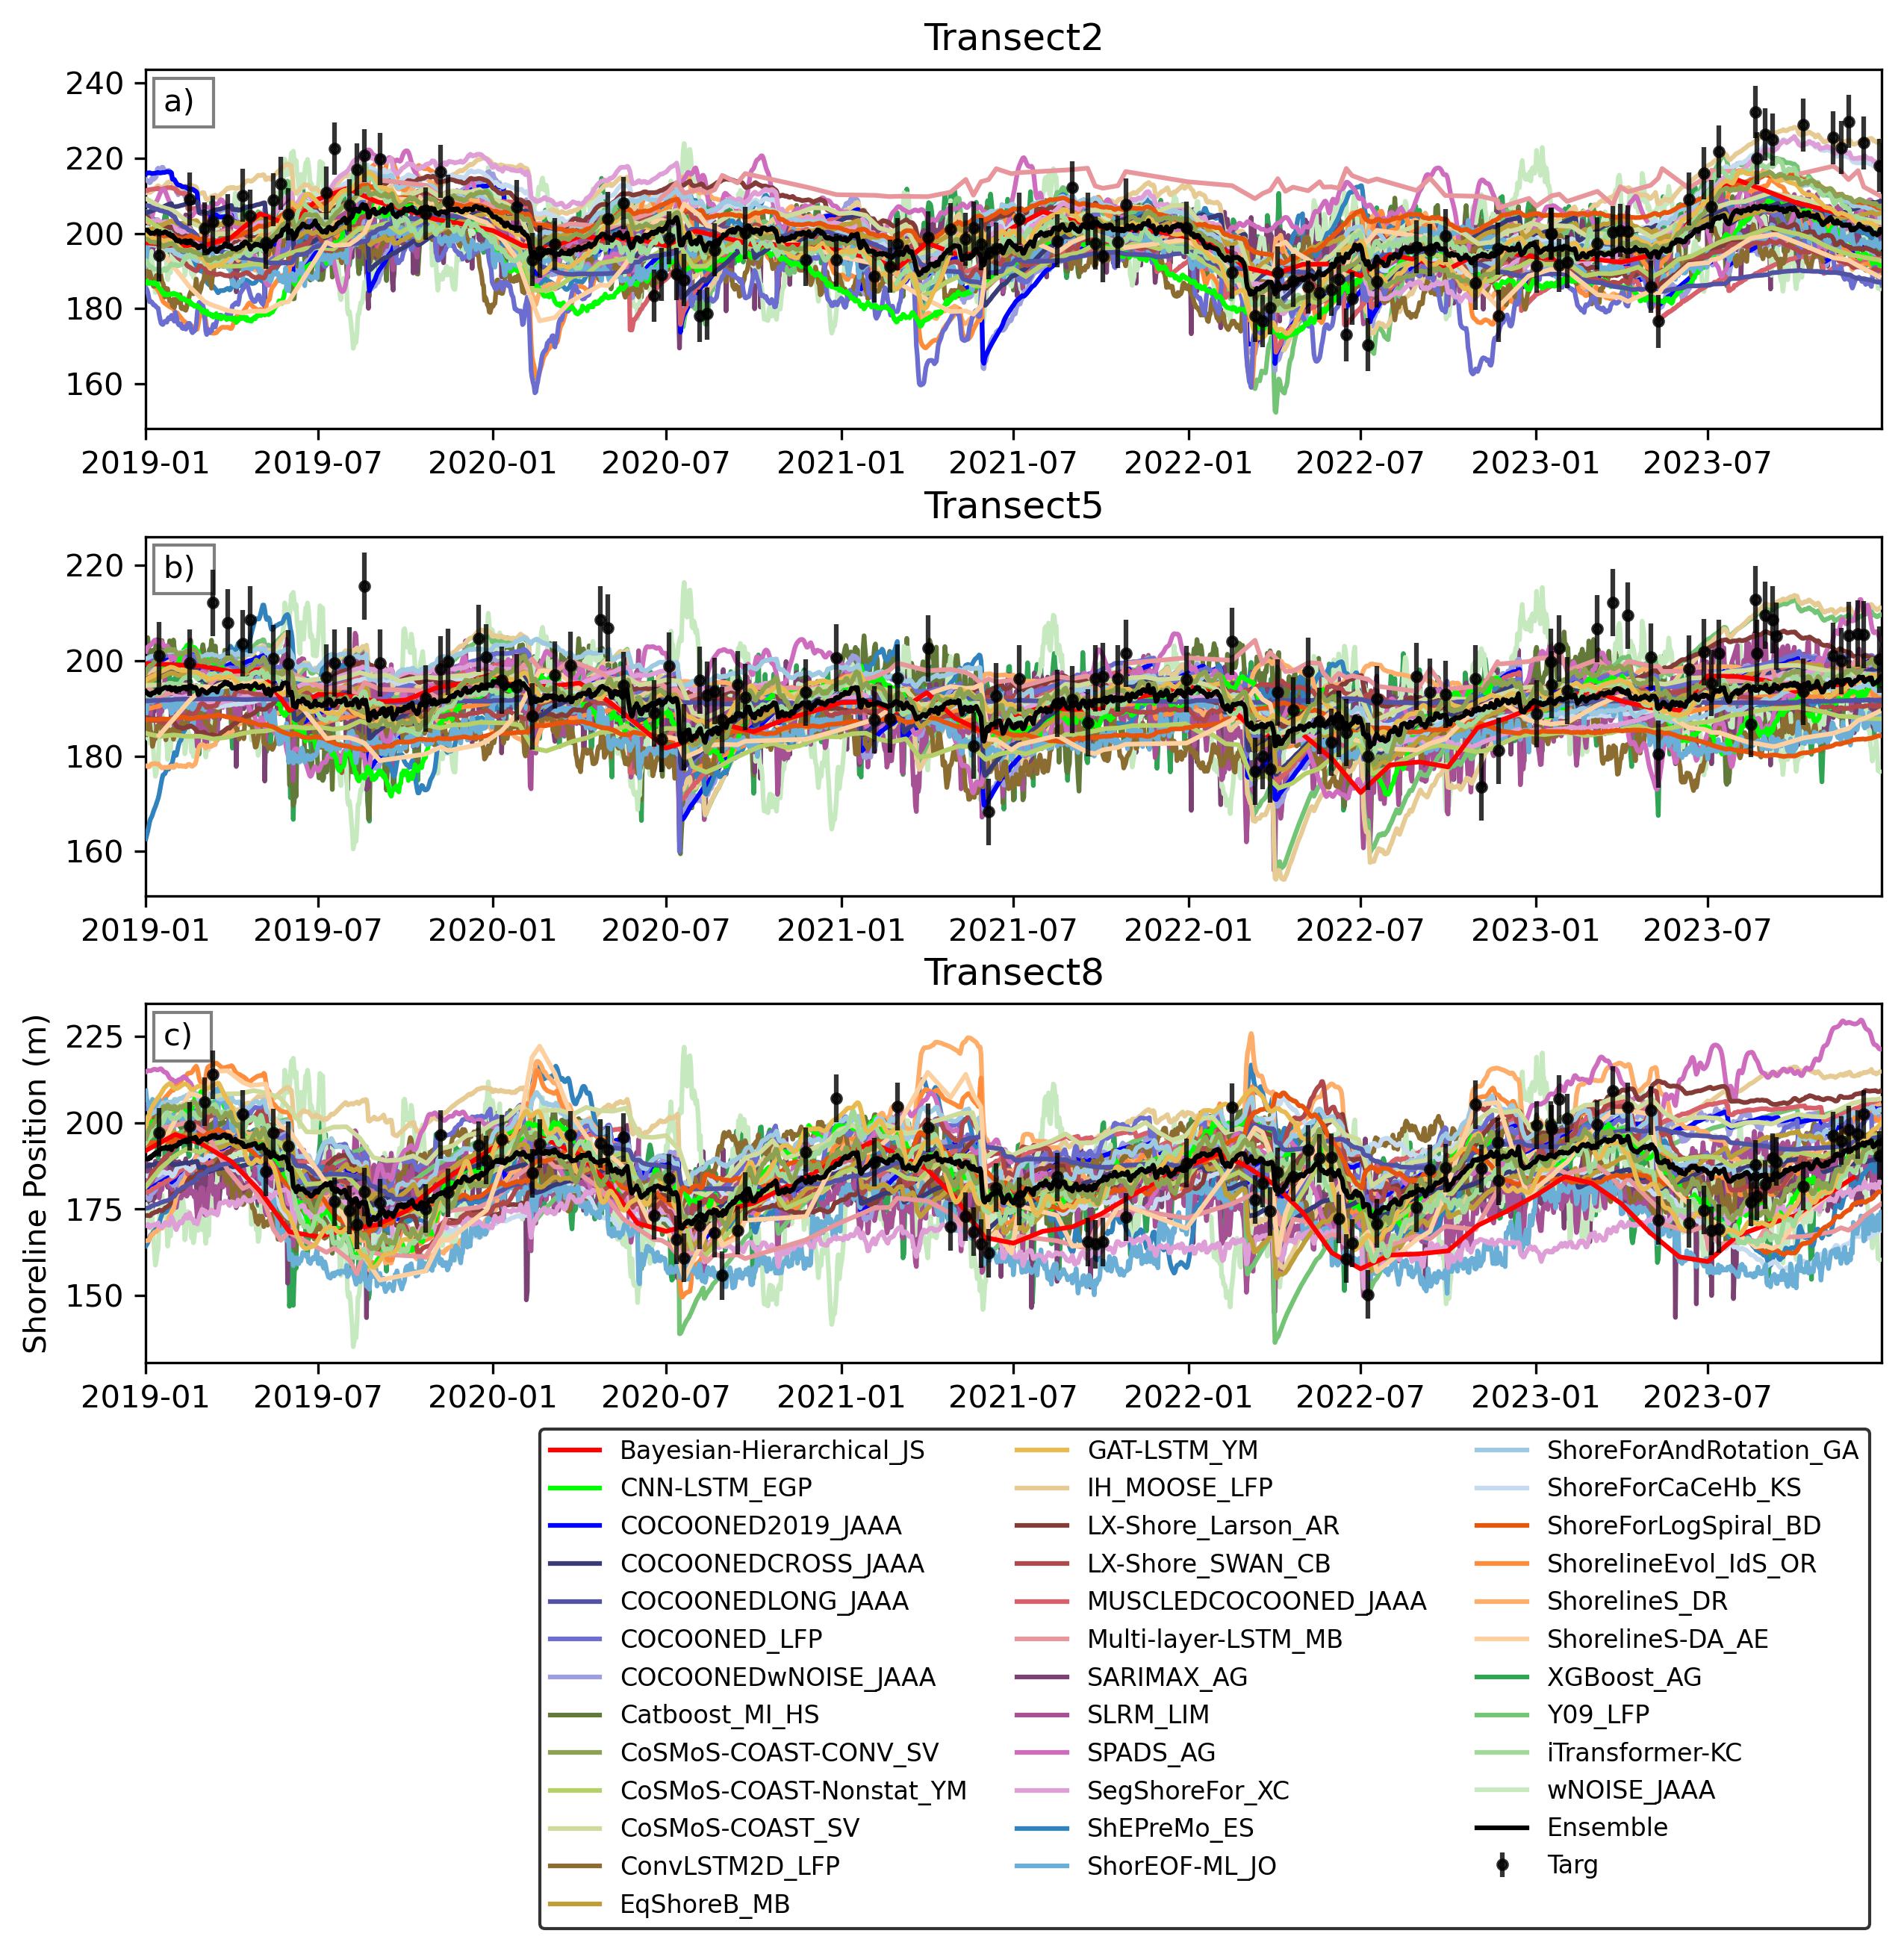 Transect2
a)
240
220
200
180
160
2019-01 2019-07 2020-01 2020-07 2021-01 2021-07 2022-01 2022-07 2023-01 2023-07
Transect5
b)
220
200
180
160
2019-01 2019-07 2020-01 2020-07 2021-01 2021-07 2022-01 2022-07 2023-01 2023-07
Transect8
c)
Shoreline Position (m)
225
200
175
150
2019-01 2019-07 2020-01 2020-07 2021-01 2021-07 2022-01 2022-07 2023-01 2023-07
Bayesian-Hierarchical_JS
CNN-LSTM_EGP
COCOONED2019_JAAA
COCOONEDCROSS_JAAA
COCOONEDLONG_JAAA
COCOONED_LFP
COCOONEDwNOISE_JAAA
Catboost_MI_HS
CoSMoS-COAST-CONV_SV
CoSMoS-COAST-Nonstat_YM
CoSMoS-COAST_SV
ConvLSTM2D_LFP
EqShoreB_MB
GAT-LSTM_YM
IH_MOOSE_LFP
LX-Shore_Larson_AR
LX-Shore_SWAN_CB
MUSCLEDCOCOONED_JAAA
Multi-layer-LSTM_MB
SARIMAX_AG
SLRM_LIM
SPADS_AG
SegShoreFor_XC
ShEPreMo_ES
ShorEOF-ML_JO
ShoreForAndRotation_GA
ShoreForCaCeHb_KS
ShoreForLogSpiral_BD
ShorelineEvol_IdS_OR
ShorelineS_DR
ShorelineS-DA_AE
XGBoost_AG
Y09_LFP
iTransformer-KC
wNOISE_JAAA
Ensemble
Targ